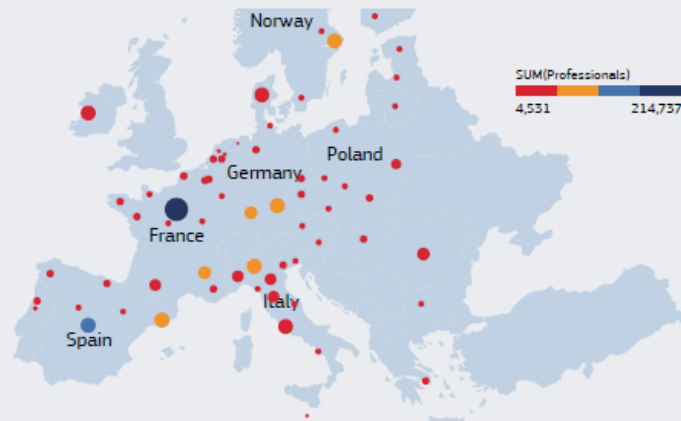 Norway
SUM(Professionals)
4,531 214,737
Poland
Germany
France
Italy
Spain